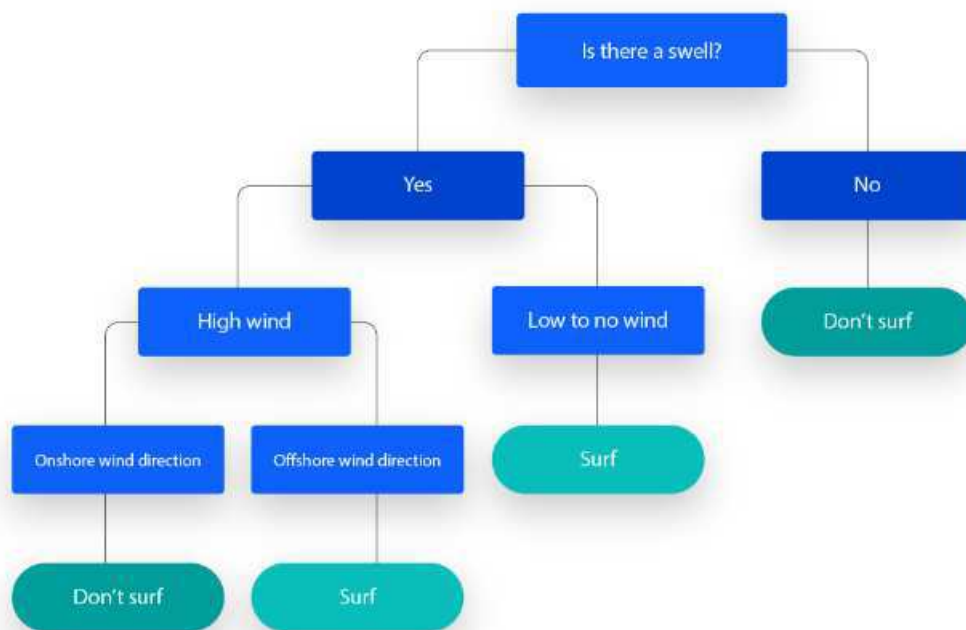 Is there a swell?
Yes
No
High wind
Low to no wind
Don't surf
Onshore wind direction
Offshore wind direction
Surf
Don't surf
Surf